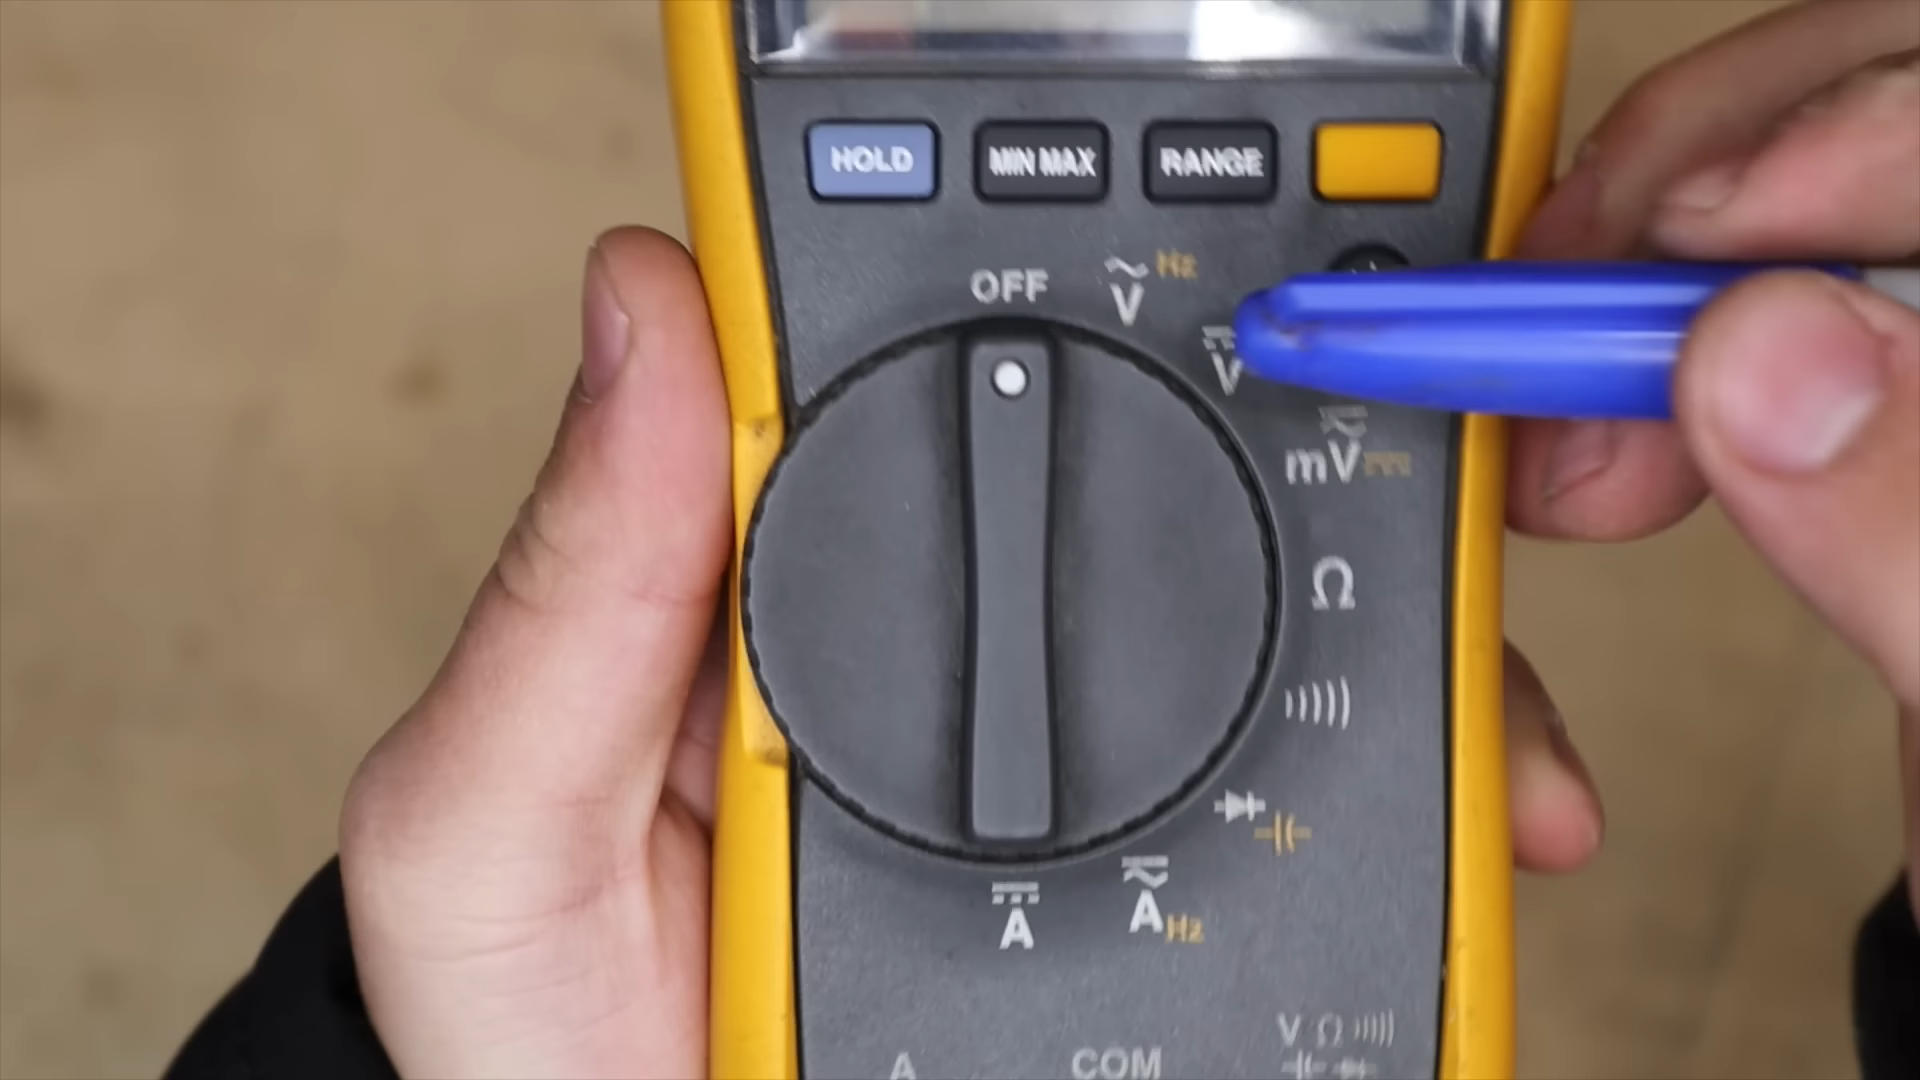 HOLD MIN MAX RANGE
OFF
V Hz
V
mV
Ω
A
A Hz
V Ω
A COM